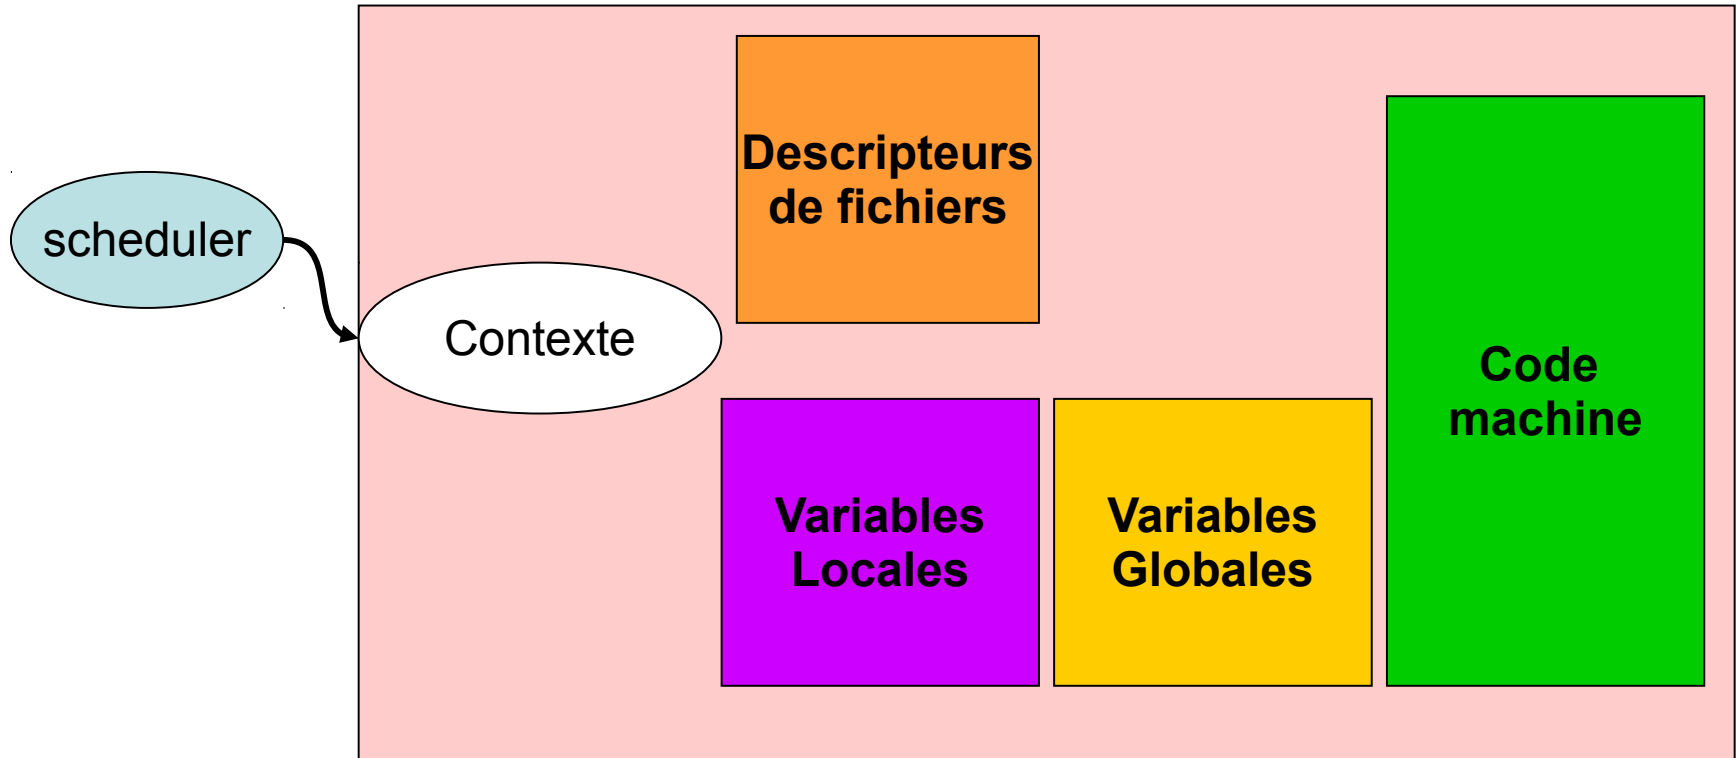 scheduler
Contexte
Descripteurs
de fichiers
Variables
Locales
Variables
Globales
Code
machine